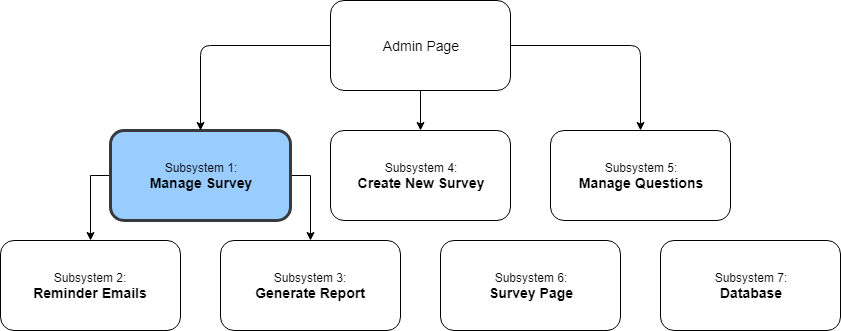 Admin Page
Subsystem 1:
Manage Survey
Subsystem 4:
Create New Survey
Subsystem 5:
Manage Questions
Subsystem 2:
Reminder Emails
Subsystem 3:
Generate Report
Subsystem 6:
Survey Page
Subsystem 7:
Database